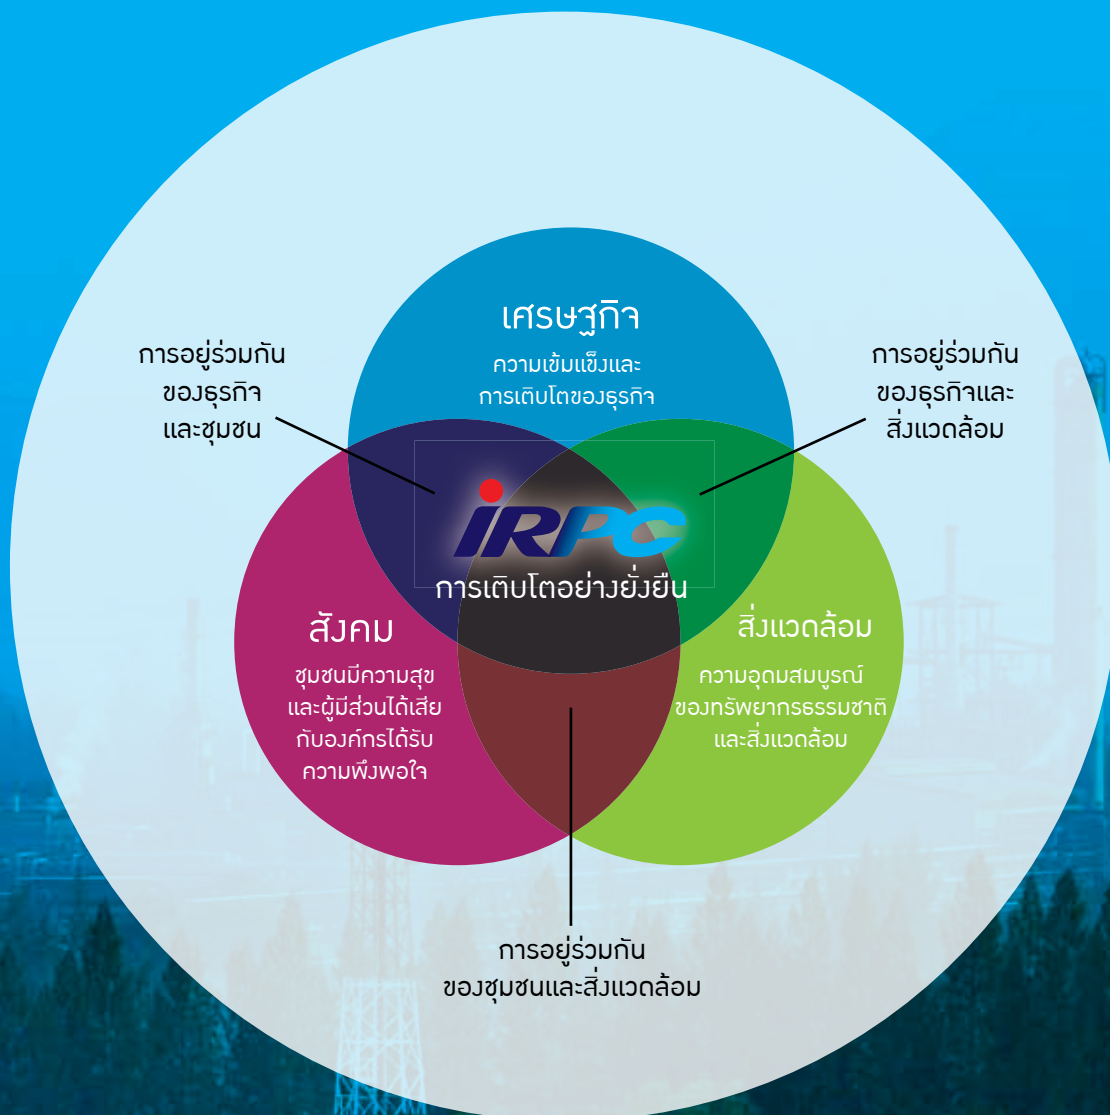 เศรษฐกิจ
ความเข้มแข็งและ
การเติบโตของธุรกิจ
การอยู่ร่วมกัน
ของธุรกิจ
และชุมชน
การอยู่ร่วมกัน
ของธุรกิจและ
สิ่งแวดล้อม
iRPC
การเติบโตอย่างยั่งยืน
สังคม
ชุมชนมีความสุข
และผู้มีส่วนได้เสีย
กับองค์กรได้รับ
ความพึงพอใจ
สิ่งแวดล้อม
ความอุดมสมบูรณ์
ของทรัพยากรธรรมชาติ
และสิ่งแวดล้อม
การอยู่ร่วมกัน
ของชุมชนและสิ่งแวดล้อม